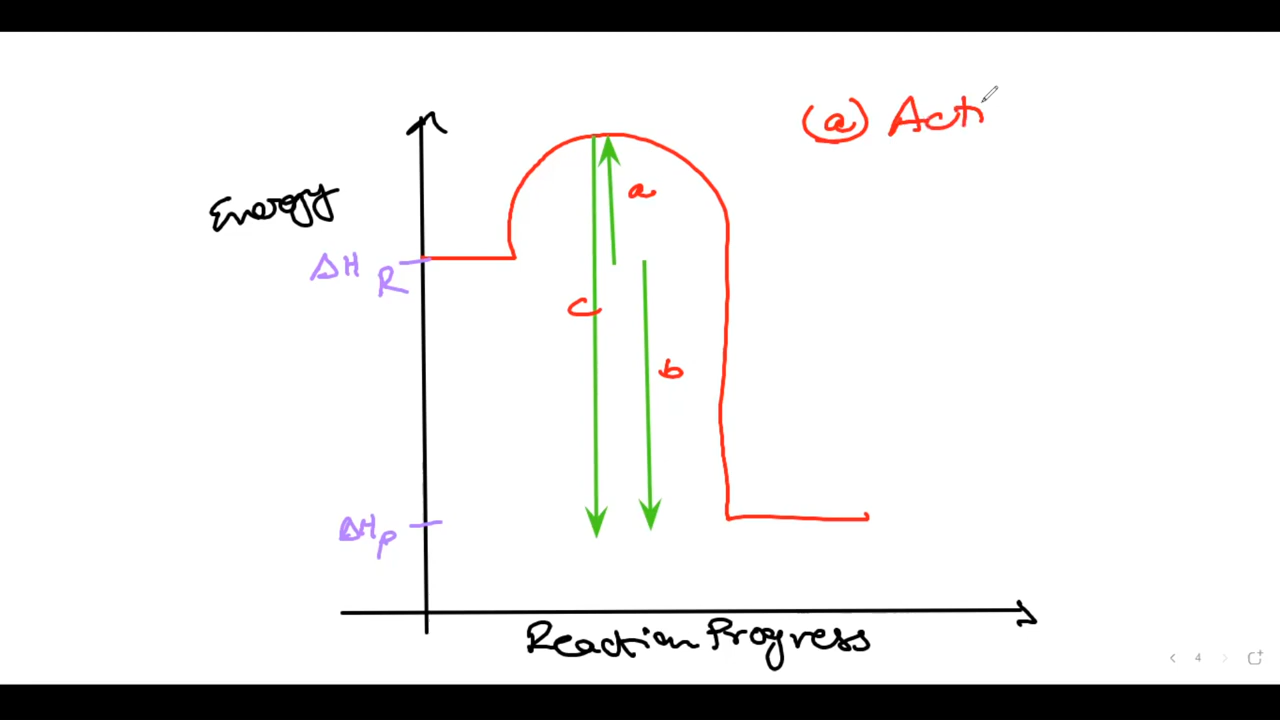 (a) Acti
Energy
a
ΔH R
c
b
ΔHp
Reaction Progress
4